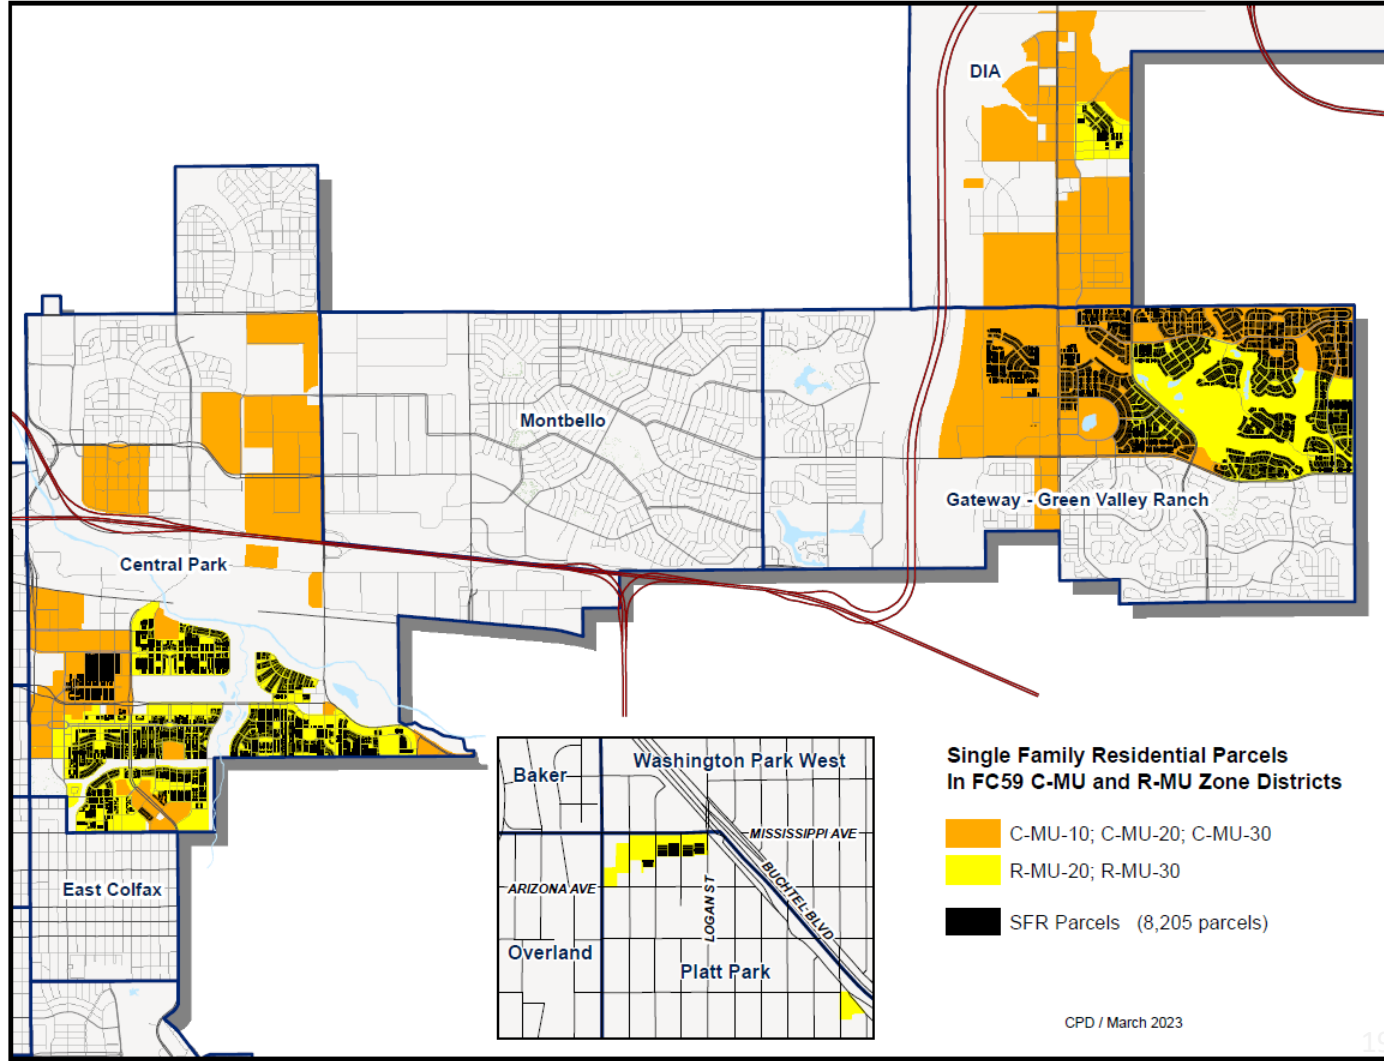 DIA
Montbello
Gateway - Green Valley Ranch
Central Park
East Colfax
Baker
Washington Park West
MISSISSIPPI AVE
ARIZONA AVE
LOGAN ST
BUCHTEL BLVD
Overland
Platt Park
Single Family Residential Parcels
In FC59 C-MU and R-MU Zone Districts
C-MU-10; C-MU-20; C-MU-30
R-MU-20; R-MU-30
SFR Parcels (8,205 parcels)
CPD / March 2023